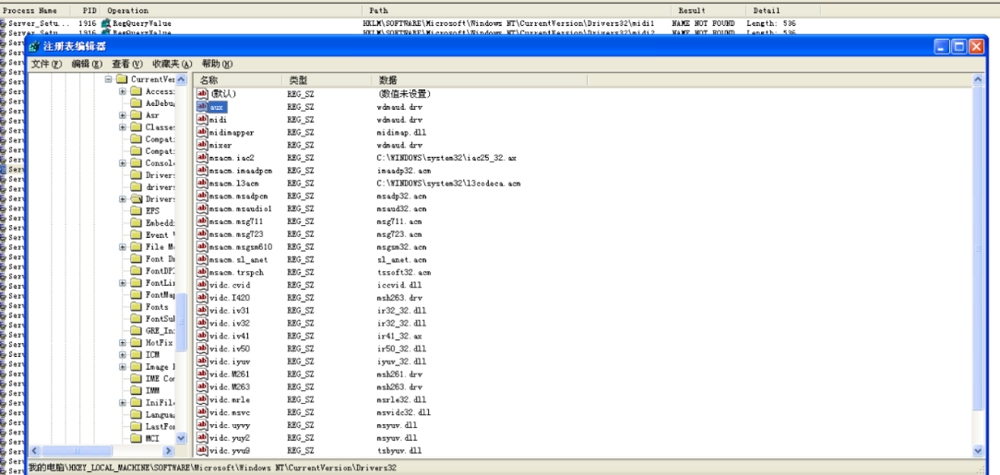 Process Name PID Operation Path Result Detail
Server_Setu... 1916 RegQueryValue HKLM\SOFTWARE\Microsoft\Windows NT\CurrentVersion\Drivers32\midi1 NAME NOT FOUND Length: 536
Server_Setu... 1916 RegQueryValue HKLM\SOFTWARE\Microsoft\Windows NT\CurrentVersion\Drivers32\midi2 NAME NOT FOUND Length: 536
注册表编辑器
文件(F) 编辑(E) 查看(V) 收藏夹(A) 帮助(H)
CurrentVer
Access:
AeDebu
Asr
Classes
Compat:
Compat:
Console
Driver:
driver:
Driver:
EFS
Embedd:
Event
File M
Font D
FontDP
FontLin
FontMap
Fonts
FontSu
GRE_In:
HotFix
ICM
Image
IME Co
IMM
IniFile
Langua
LastFo
MCI
名称 类型 数据
(默认) REG_SZ (数值未设置)
aux REG_SZ wdmaud.drv
midi REG_SZ wdmaud.drv
midimapper REG_SZ midimap.dll
mixer REG_SZ wdmaud.drv
msacm.iac2 REG_SZ C:\WINDOWS\system32\iac25_32.ax
msacm.imaadpcm REG_SZ imaadp32.acm
msacm.l3acm REG_SZ C:\WINDOWS\system32\l3codeca.acm
msacm.msadpcm REG_SZ msadp32.acm
msacm.msaudio1 REG_SZ msaud32.acm
msacm.msg711 REG_SZ msg711.acm
msacm.msg723 REG_SZ msg723.acm
msacm.msgsm610 REG_SZ msgsm32.acm
msacm.sl_anet REG_SZ sl_anet.acm
msacm.trspch REG_SZ tssoft32.acm
vidc.cvid REG_SZ iccvid.dll
vidc.I420 REG_SZ msh263.drv
vidc.iv31 REG_SZ ir32_32.dll
vidc.iv32 REG_SZ ir32_32.dll
vidc.iv41 REG_SZ ir41_32.ax
vidc.iv50 REG_SZ ir50_32.dll
vidc.iyuv REG_SZ iyuv_32.dll
vidc.M261 REG_SZ msh261.drv
vidc.M263 REG_SZ msh263.drv
vidc.mrle REG_SZ msrle32.dll
vidc.msvc REG_SZ msvidc32.dll
vidc.uyvy REG_SZ msyuv.dll
vidc.yuy2 REG_SZ msyuv.dll
vidc.yvu9 REG_SZ tsbyuv.dll
我的电脑\HKEY_LOCAL_MACHINE\SOFTWARE\Microsoft\Windows NT\CurrentVersion\Drivers32